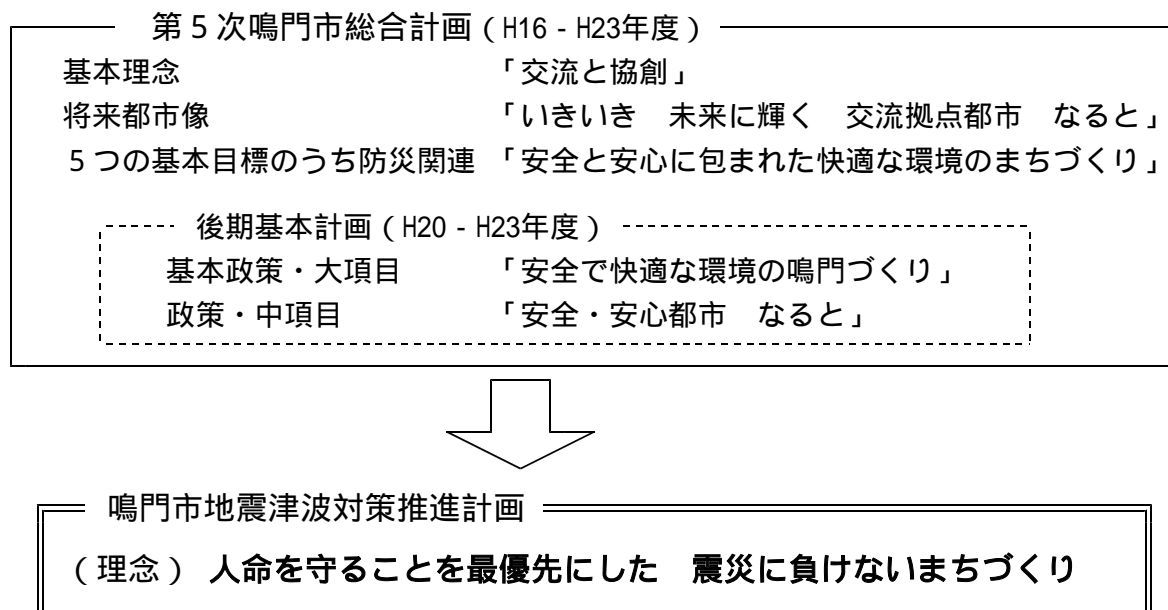 第５次鳴門市総合計画（H16‐H23年度）
基本理念　「交流と協創」
将来都市像　「いきいき　未来に輝く　交流拠点都市　なると」
５つの基本目標のうち防災関連　「安全と安心に包まれた快適な環境のまちづくり」
後期基本計画（H20‐H23年度）
基本政策・大項目　「安全で快適な環境の鳴門づくり」
政策・中項目　「安全・安心都市　なると」
鳴門市地震津波対策推進計画
（理念）　人命を守ることを最優先にした　震災に負けないまちづくり